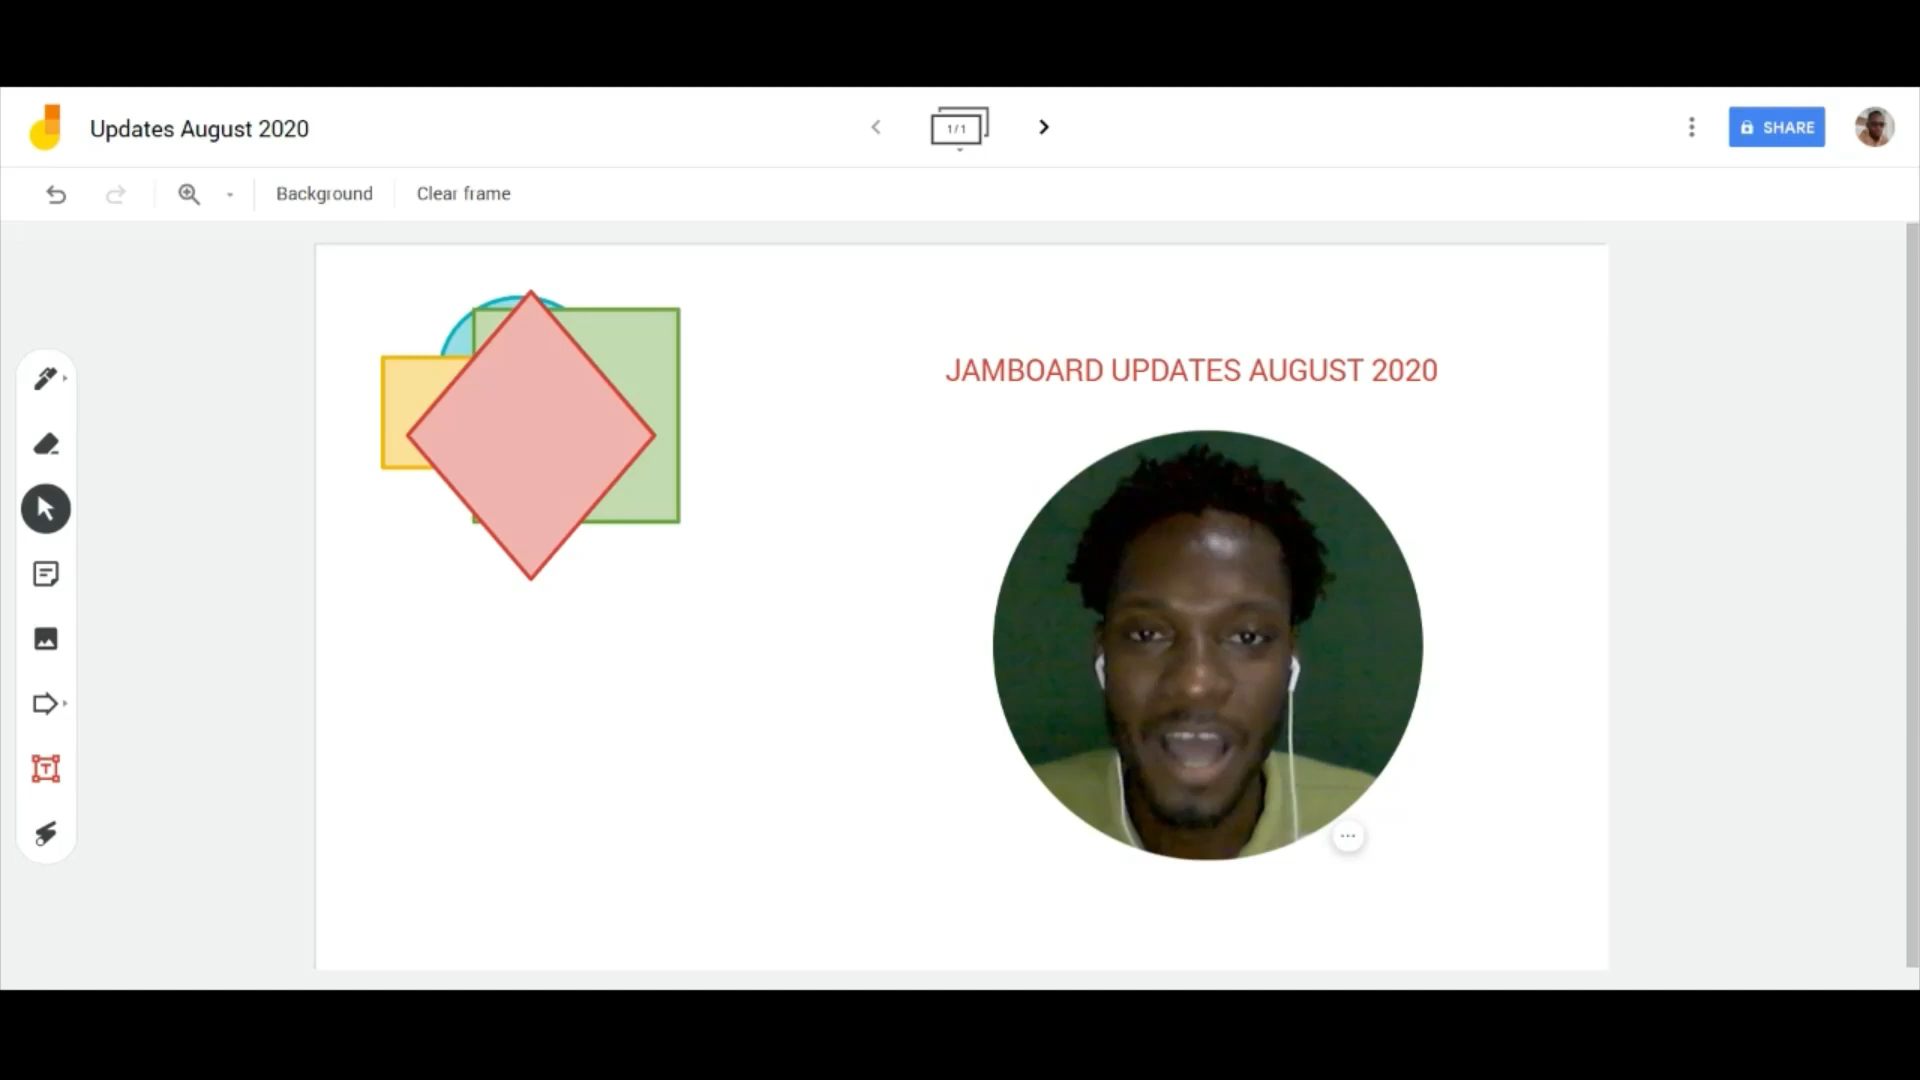 Updates August 2020
1/1
SHARE
Background
Clear frame
JAMBOARD UPDATES AUGUST 2020
T